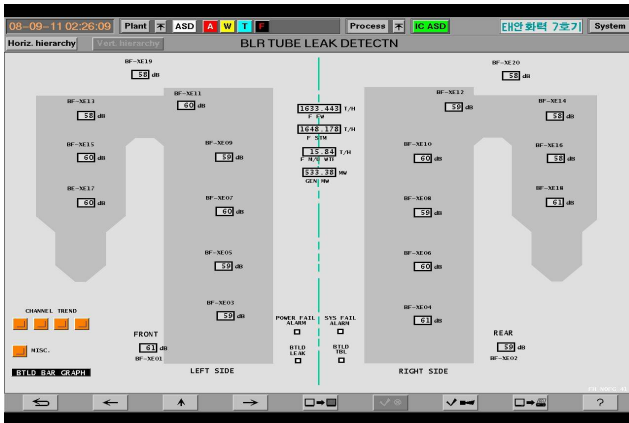 08-09-11 02:26:09 Plant ASD A W T F Process IC ASD 태안화력 7호기 System
Horiz. hierarchy Vert. hierarchy BLR TUBE LEAK DETECTN
BF-XE19 58 dB
BF-XE20 58 dB
BF-XE13 58 dB
BF-XE11 60 dB
1633.443 T/H
F FW
BF-XE12 59 dB
BF-XE14 58 dB
1648.178 T/H
F STM
BF-XE15 60 dB
BF-XE09 59 dB
15.84 T/H
F M/U WTF
BF-XE10 60 dB
BF-XE16 58 dB
533.38 MW
GEN MW
BE-XE17 60 dB
BF-XE07 60 dB
BF-XE08 59 dB
BF-XE18 61 dB
BF-XE05 59 dB
BF-XE06 60 dB
BF-XE03 59 dB
BF-XE04 61 dB
CHANNEL TREND
POWER FAIL ALARM
SYS FAIL ALARM
MISC.
FRONT
61 dB
BF-XE01
BTLD LEAK
BTLD TBL
REAR
59 dB
BF-XE02
BTLD BAR GRAPH
LEFT SIDE
RIGHT SIDE
?